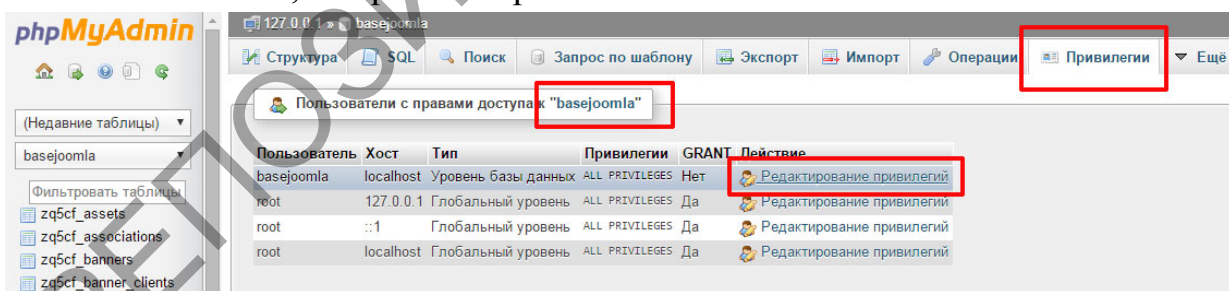 phpMyAdmin
127.0.0.1 » basejoomla
Структура SQL Поиск Запрос по шаблону Экспорт Импорт Операции Привилегии Ещё
Пользователи с правами доступа к "basejoomla"
(Недавние таблицы)
basejoomla
Фильтровать таблицы
zq5cf_assets
zq5cf_associations
zq5cf_banners
zq5cf_banner_clients
Пользователь Хост Тип Привилегии GRANT Действие
basejoomla localhost Уровень базы данных ALL PRIVILEGES Нет Редактирование привилегий
root 127.0.0.1 Глобальный уровень ALL PRIVILEGES Да Редактирование привилегий
root ::1 Глобальный уровень ALL PRIVILEGES Да Редактирование привилегий
root localhost Глобальный уровень ALL PRIVILEGES Да Редактирование привилегий